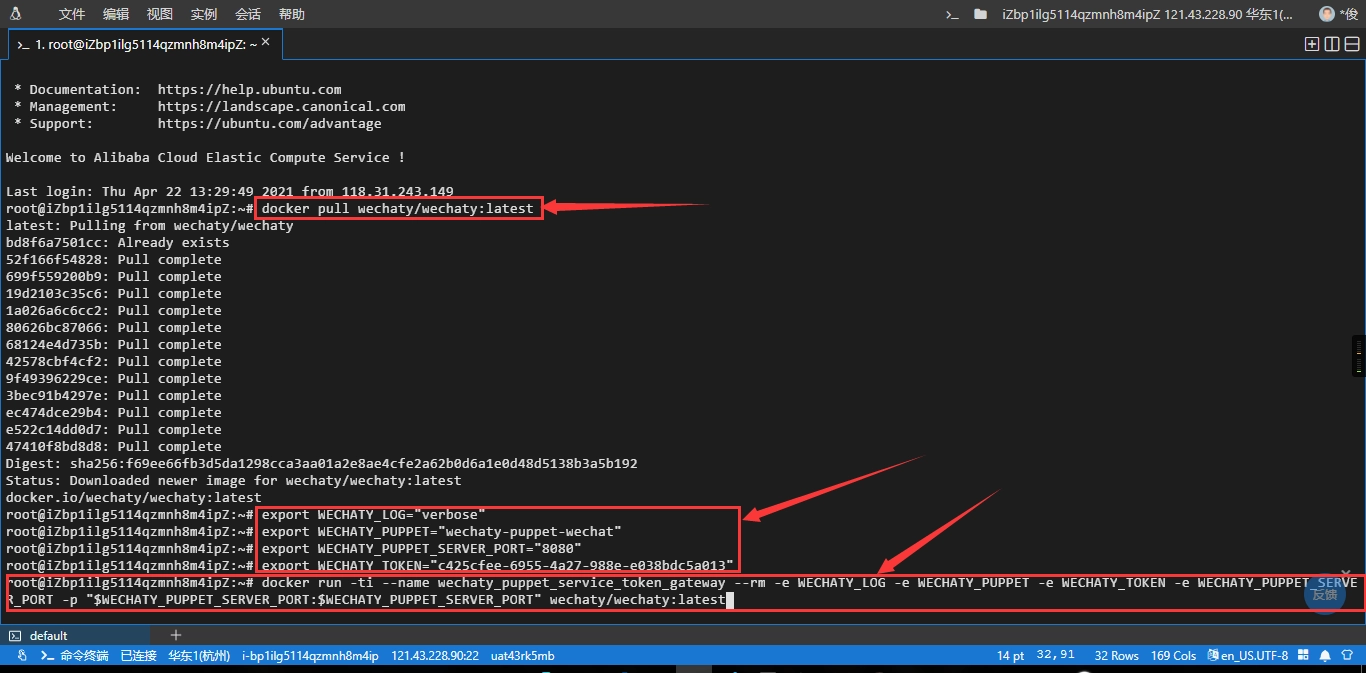 文件 编辑 视图 实例 会话 帮助 >_ iZbp1ilg5114qzmnh8m4ipZ 121.43.228.90 华东1(... *俊
>_ 1. root@iZbp1ilg5114qzmnh8m4ipZ: ~ ×
* Documentation: https://help.ubuntu.com
* Management: https://landscape.canonical.com
* Support: https://ubuntu.com/advantage
Welcome to Alibaba Cloud Elastic Compute Service !
Last login: Thu Apr 22 13:29:49 2021 from 118.31.243.149
root@iZbp1ilg5114qzmnh8m4ipZ:~# docker pull wechaty/wechaty:latest
latest: Pulling from wechaty/wechaty
bd8f6a7501cc: Already exists
52f166f54828: Pull complete
699f559200b9: Pull complete
19d2103c35c6: Pull complete
1a026a6c6cc2: Pull complete
80626bc87066: Pull complete
68124e4d735b: Pull complete
42578cbf4cf2: Pull complete
9f49396229ce: Pull complete
3bec91b4297e: Pull complete
ec474dce29b4: Pull complete
e522c14dd0d7: Pull complete
47410f8bd8d8: Pull complete
Digest: sha256:f69ee66fb3d5da1298cca3aa01a2e8ae4cfe2a62b0d6a1e0d48d5138b3a5b192
Status: Downloaded newer image for wechaty/wechaty:latest
docker.io/wechaty/wechaty:latest
root@iZbp1ilg5114qzmnh8m4ipZ:~# export WECHATY_LOG="verbose"
root@iZbp1ilg5114qzmnh8m4ipZ:~# export WECHATY_PUPPET="wechaty-puppet-wechat"
root@iZbp1ilg5114qzmnh8m4ipZ:~# export WECHATY_PUPPET_SERVER_PORT="8080"
root@iZbp1ilg5114qzmnh8m4ipZ:~# export WECHATY_TOKEN="c425cfee-6955-4a27-988e-e038bdc5a013"
root@iZbp1ilg5114qzmnh8m4ipZ:~# docker run -ti --name wechaty_puppet_service_token_gateway --rm -e WECHATY_LOG -e WECHATY_PUPPET -e WECHATY_TOKEN -e WECHATY_PUPPET_SERVE
R_PORT -p "$WECHATY_PUPPET_SERVER_PORT:$WECHATY_PUPPET_SERVER_PORT" wechaty/wechaty:latest
反馈
default +
>_ 命令终端 已连接 华东1(杭州) i-bp1ilg5114qzmnh8m4ip 121.43.228.90:22 uat43rk5mb 14 pt 32,91 32 Rows 169 Cols en_US.UTF-8